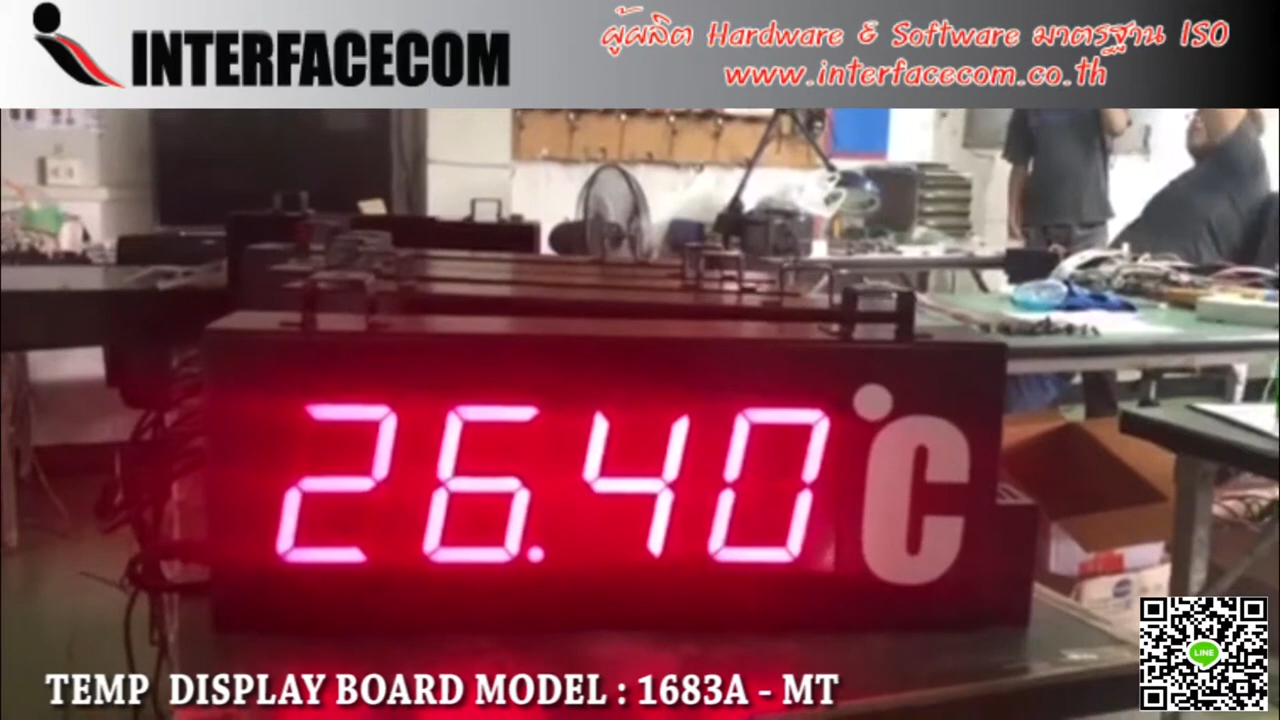 INTERFACECOM
ผู้ผลิต Hardware & Software มาตรฐาน ISO
www.interfacecom.co.th
26.40
°C
TEMP DISPLAY BOARD MODEL : 1683A - MT
LINE